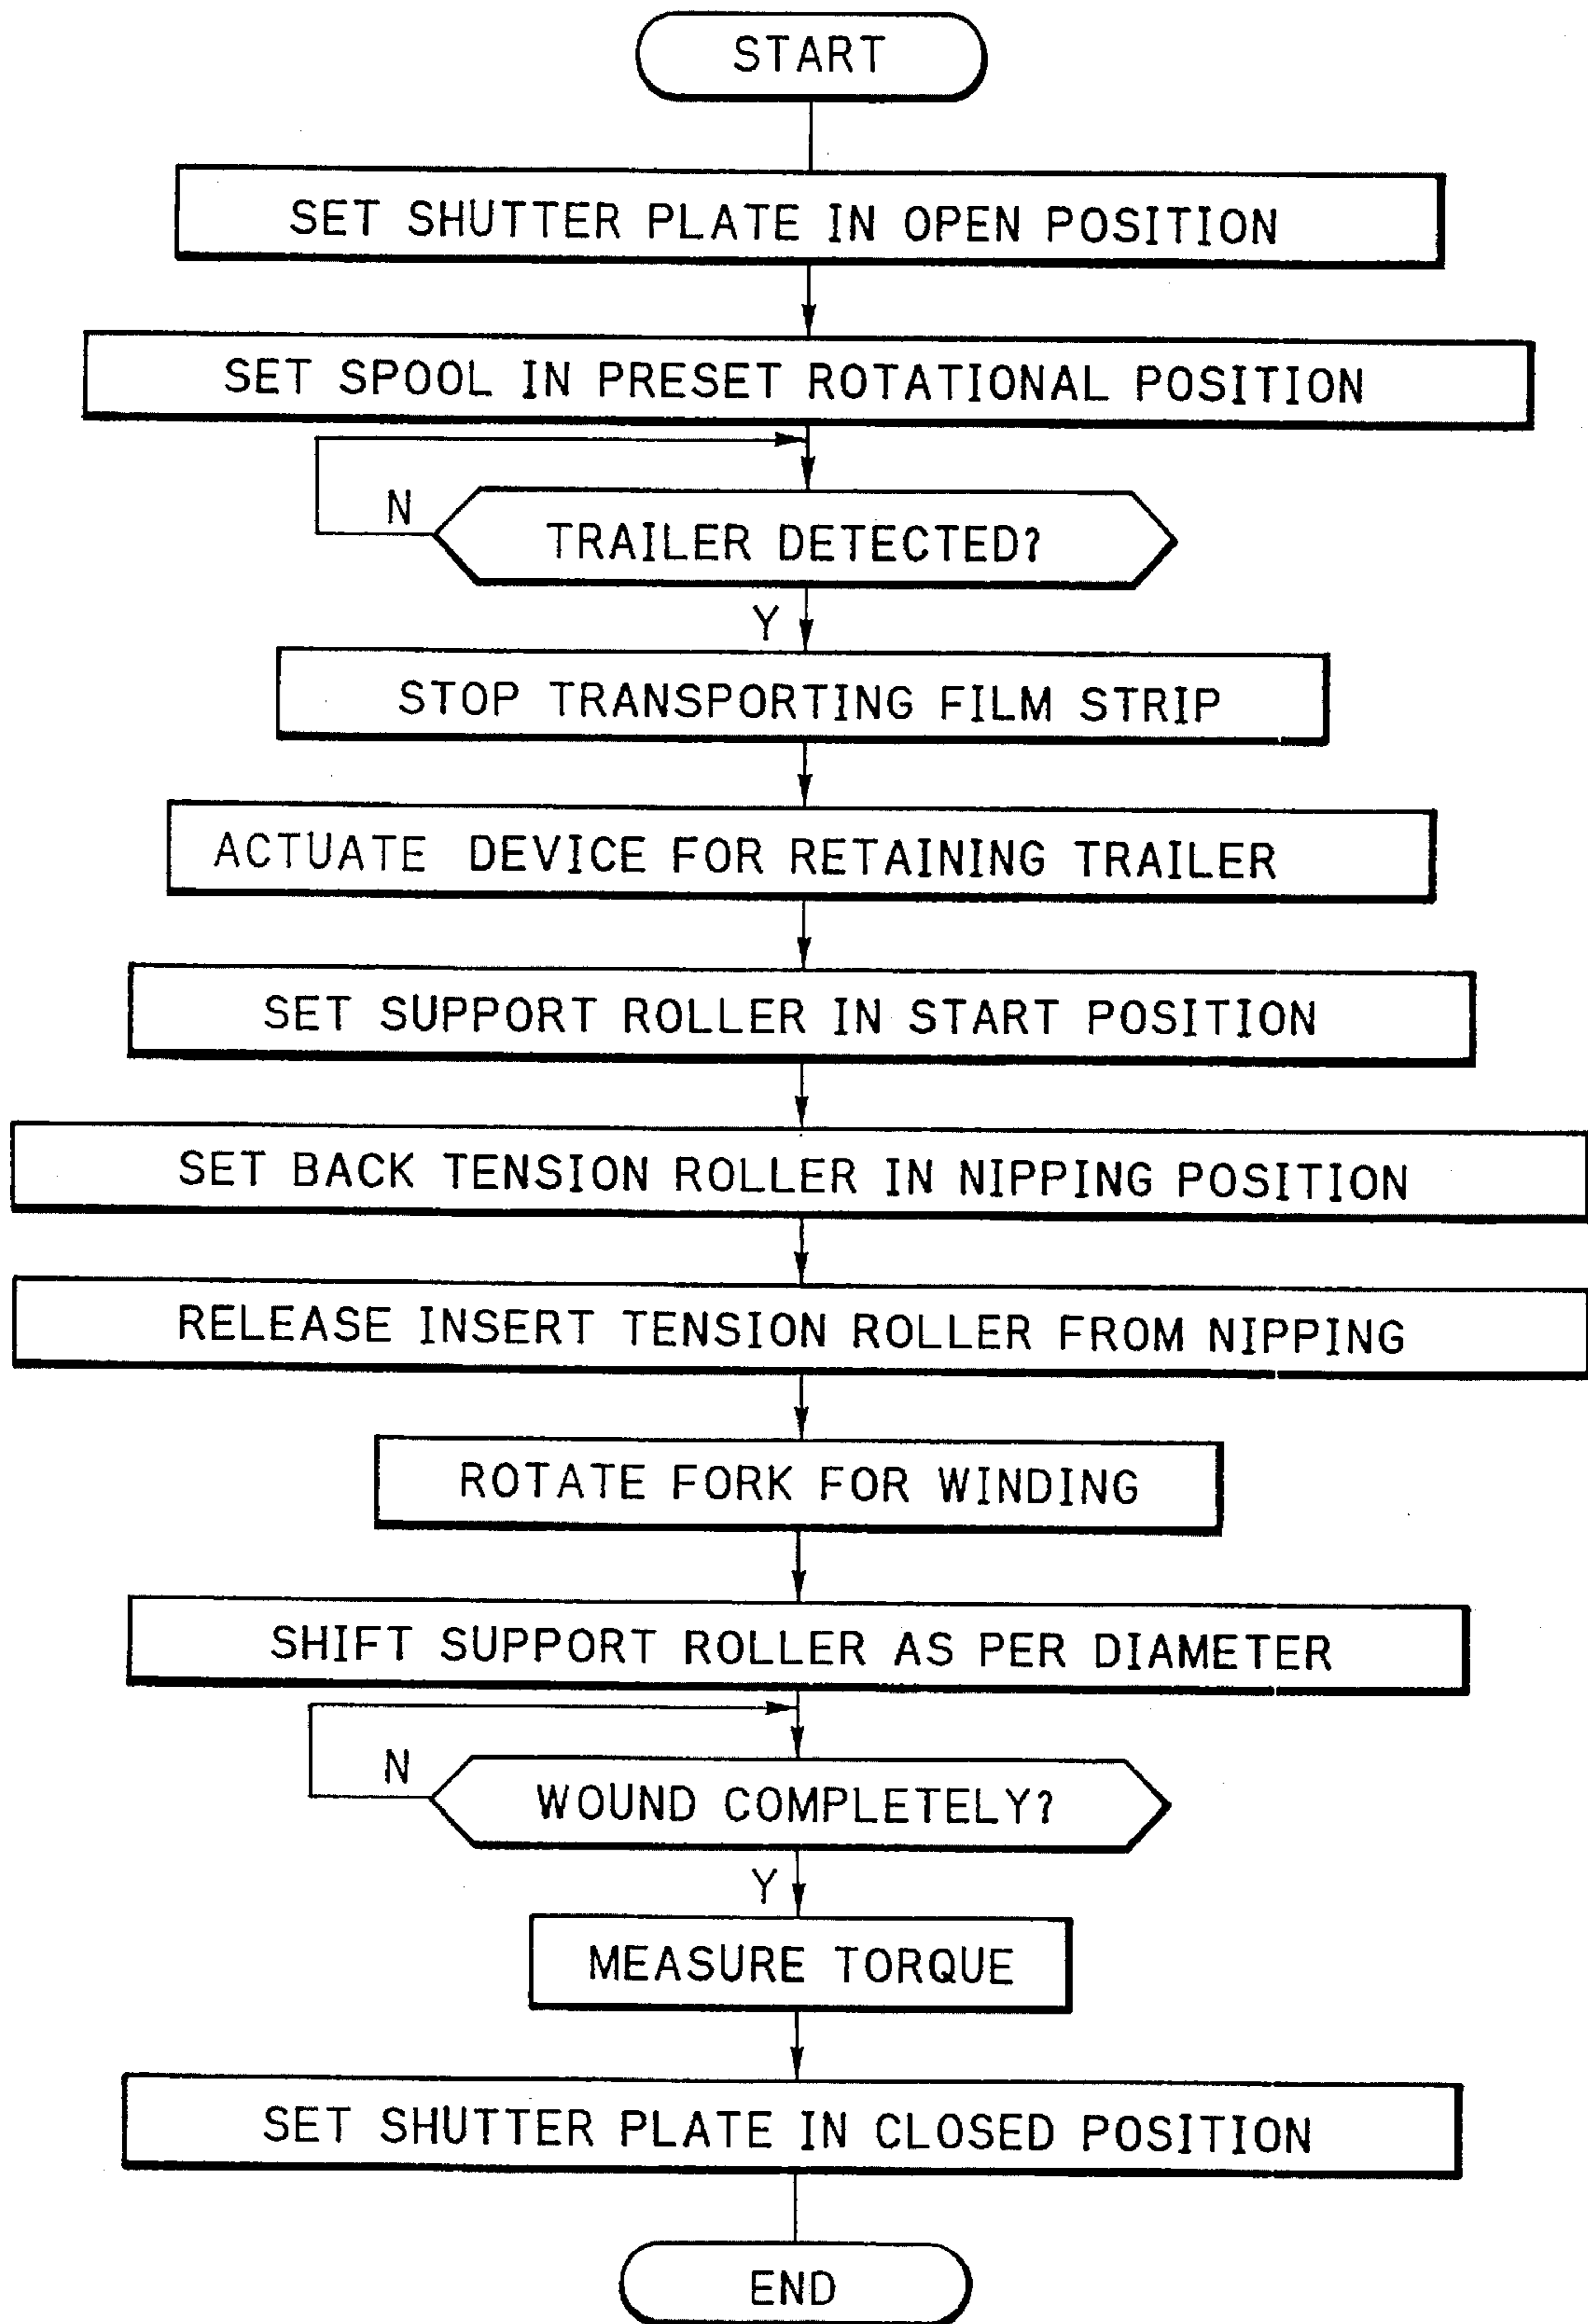 START
SET SHUTTER PLATE IN OPEN POSITION
SET SPOOL IN PRESET ROTATIONAL POSITION
N
TRAILER DETECTED?
Y
STOP TRANSPORTING FILM STRIP
ACTUATE DEVICE FOR RETAINING TRAILER
SET SUPPORT ROLLER IN START POSITION
SET BACK TENSION ROLLER IN NIPPING POSITION
RELEASE INSERT TENSION ROLLER FROM NIPPING
ROTATE FORK FOR WINDING
SHIFT SUPPORT ROLLER AS PER DIAMETER
N
WOUND COMPLETELY?
Y
MEASURE TORQUE
SET SHUTTER PLATE IN CLOSED POSITION
END